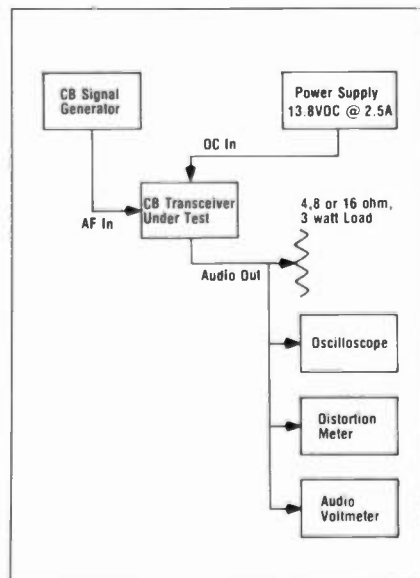 CB Signal
Generator
Power Supply
13.8VDC @ 2.5A
OC In
CB Transceiver
Under Test
AF In
4,8 or 16 ohm,
3 watt Load
Audio Out
Oscilloscope
Distortion
Meter
Audio
Voltmeter